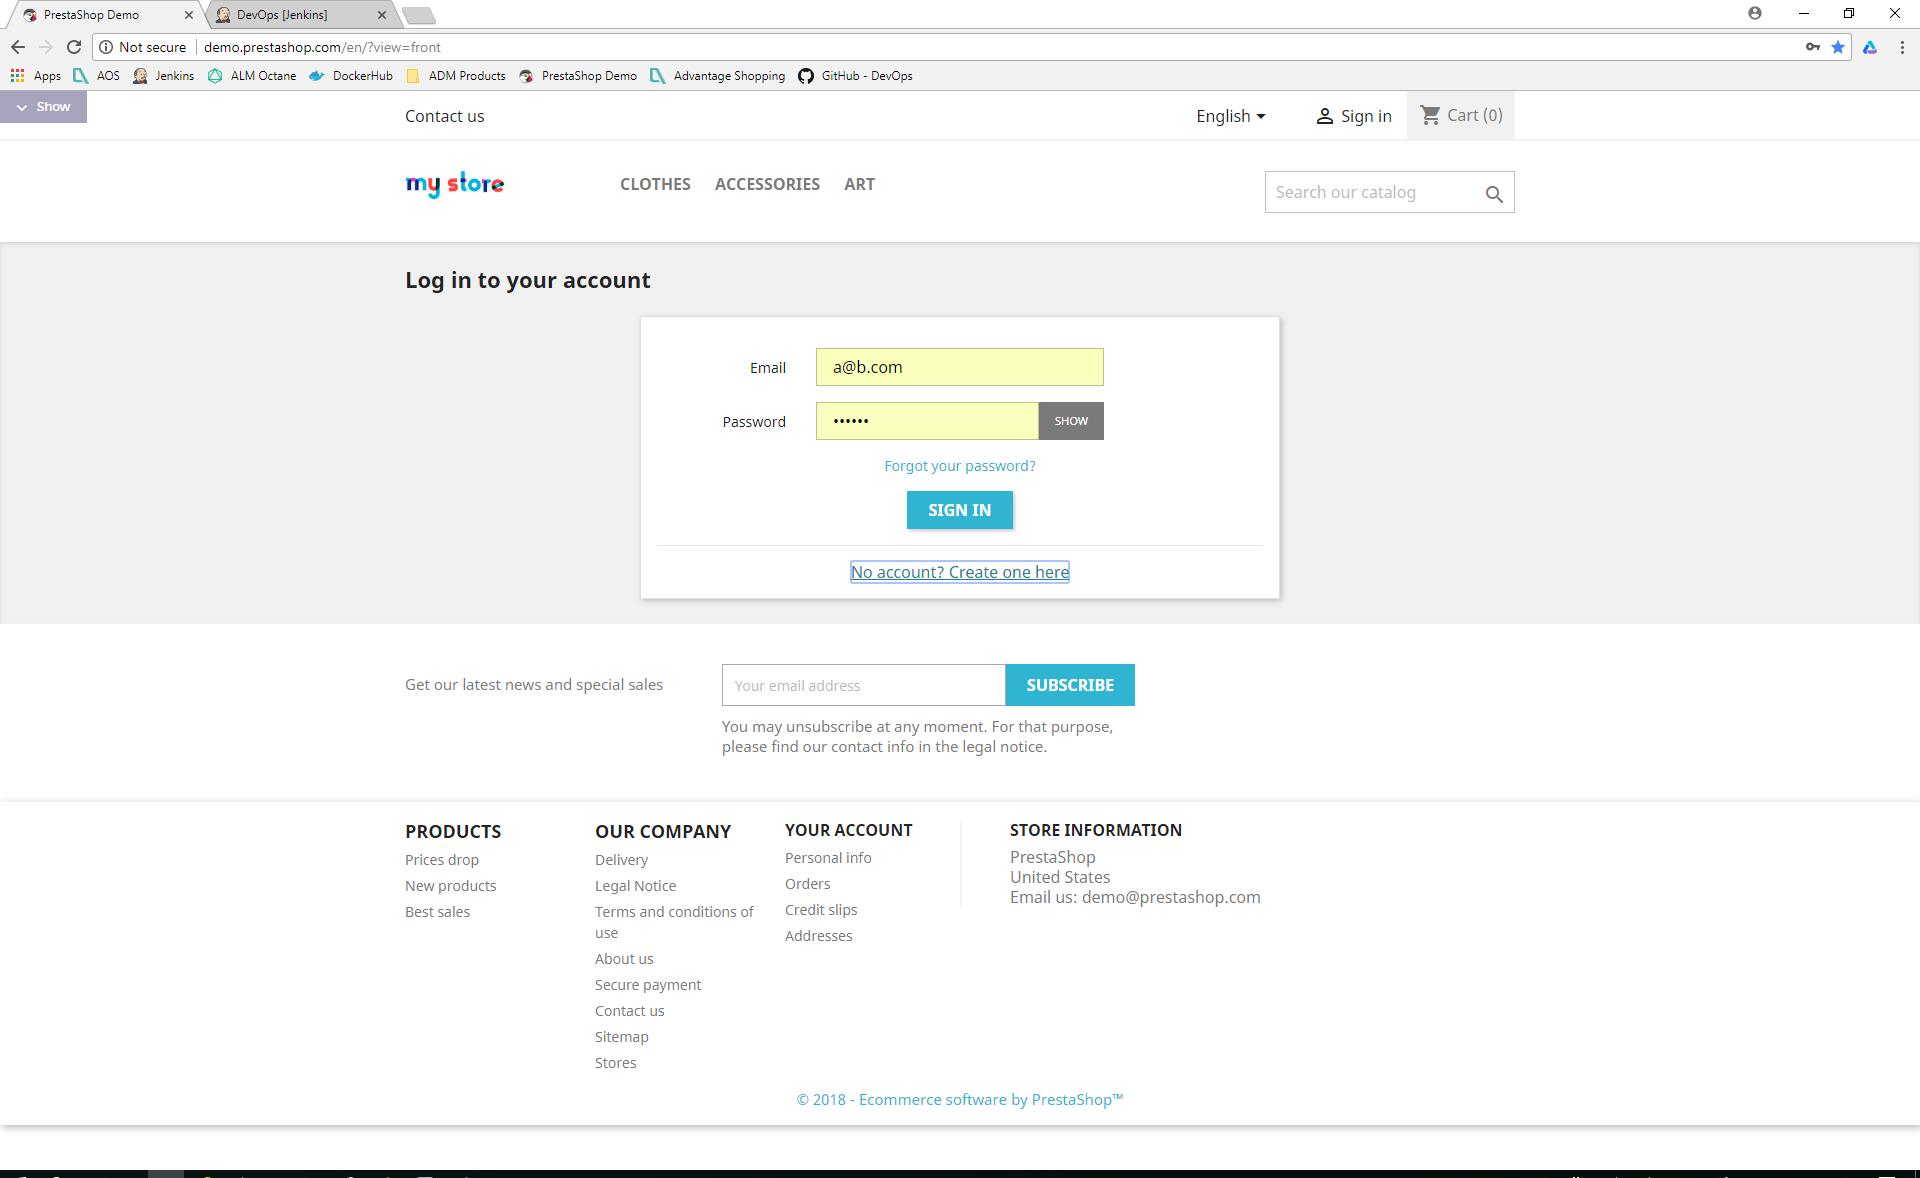 PrestaShop Demo
DevOps [Jenkins]
Not secure
demo.prestashop.com/en/?view=front
Apps
AOS
Jenkins
ALM Octane
DockerHub
ADM Products
PrestaShop Demo
Advantage Shopping
GitHub - DevOps
Show
Contact us
English
Sign in
Cart (0)
my store
CLOTHES
ACCESSORIES
ART
Search our catalog
Log in to your account
Email
a@b.com
Password
••••••
SHOW
Forgot your password?
SIGN IN
No account? Create one here
Get our latest news and special sales
Your email address
SUBSCRIBE
You may unsubscribe at any moment. For that purpose,
please find our contact info in the legal notice.
PRODUCTS
Prices drop
New products
Best sales
OUR COMPANY
Delivery
Legal Notice
Terms and conditions of
use
About us
Secure payment
Contact us
Sitemap
Stores
YOUR ACCOUNT
Personal info
Orders
Credit slips
Addresses
STORE INFORMATION
PrestaShop
United States
Email us: demo@prestashop.com
© 2018 - Ecommerce software by PrestaShop™